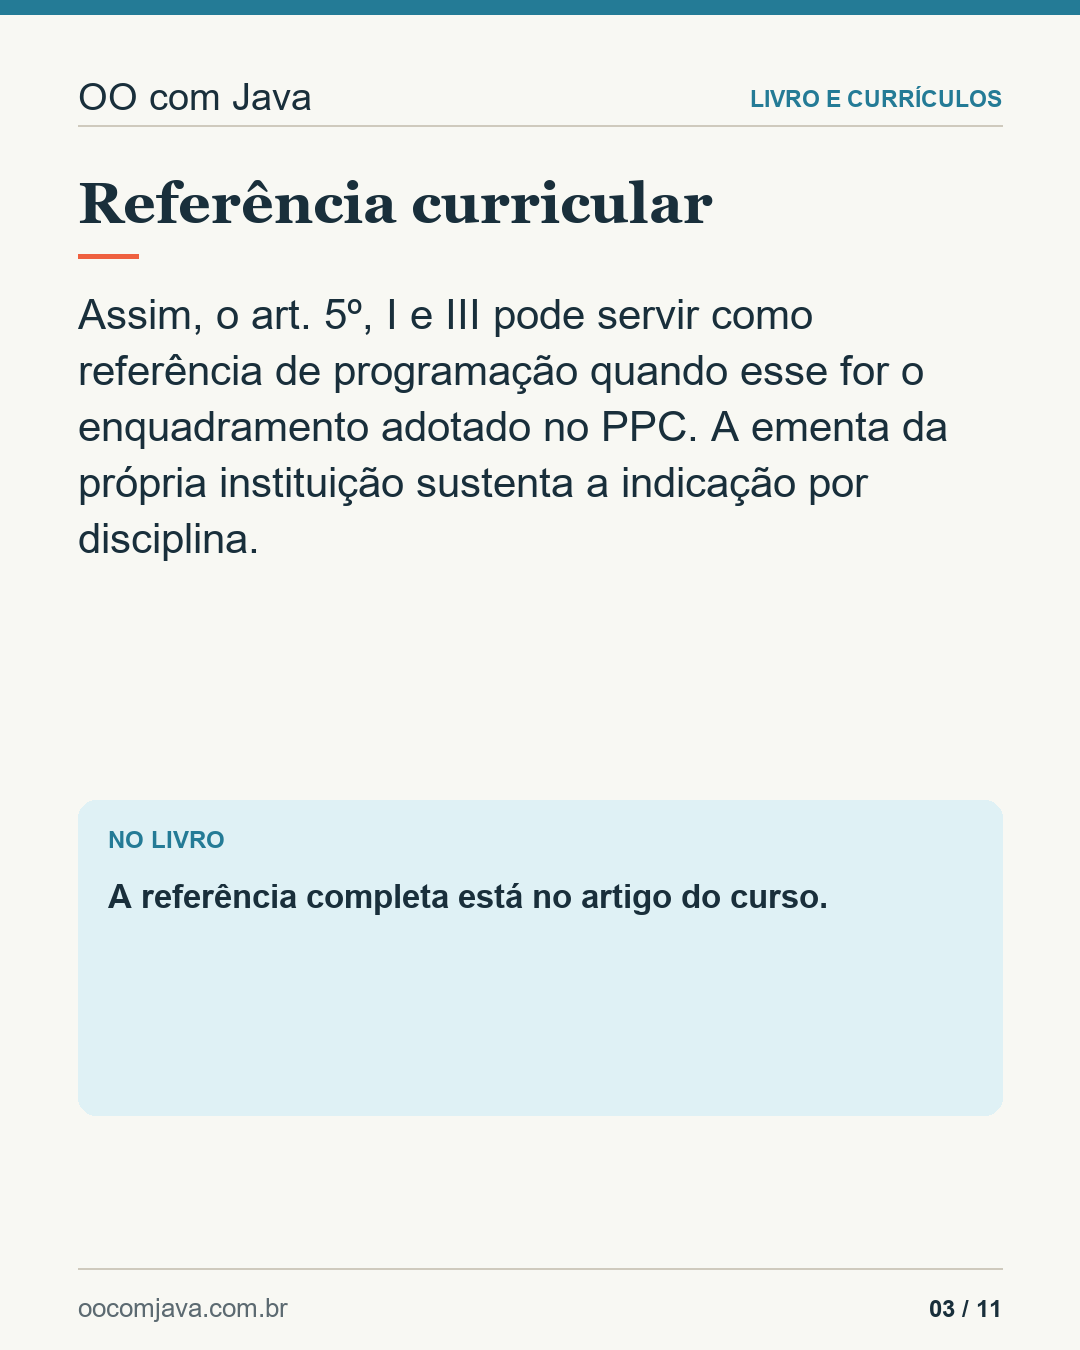 OO com Java
LIVRO E CURRÍCULOS
Referência curricular
Assim, o art. 5º, I e III pode servir como
referência de programação quando esse for o
enquadramento adotado no PPC. A ementa da
própria instituição sustenta a indicação por
disciplina.
NO LIVRO
A referência completa está no artigo do curso.
oocomjava.com.br
03 / 11